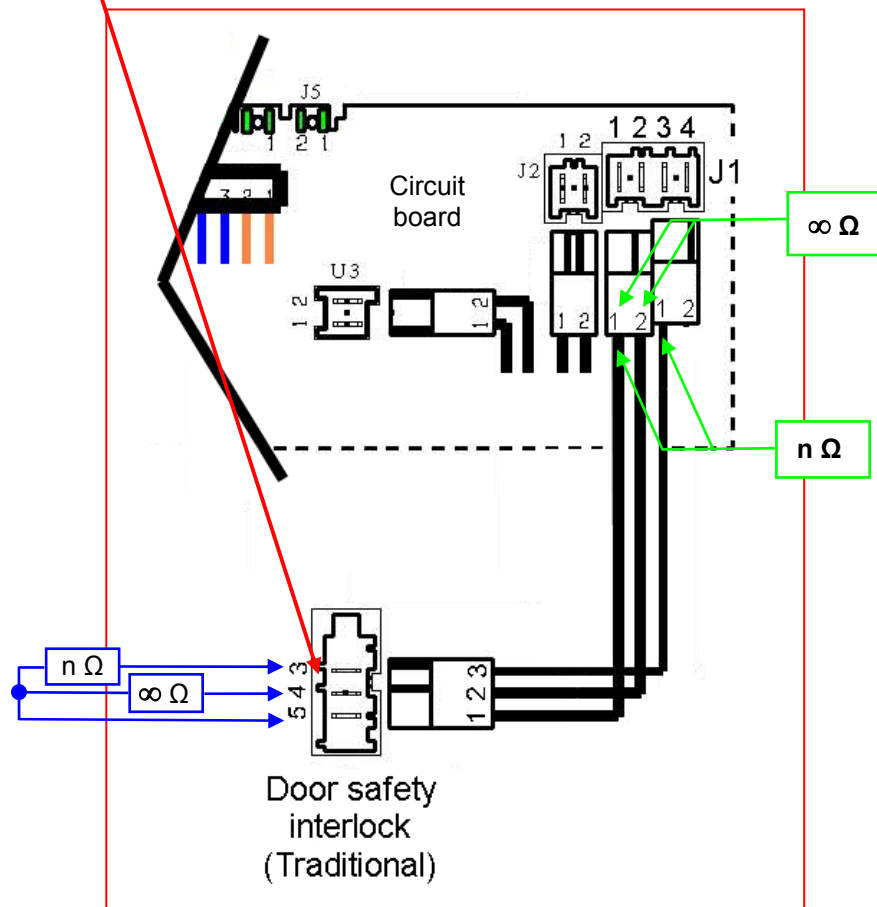 J5
1 2 1
1 2
1 2 3 4
J2
J1
3 2 1
Circuit
board
∞ Ω
U3
1 2
2
1
1 2
1 2
1 2
n Ω
n Ω
∞ Ω
3
4
5
1 2 3
Door safety
interlock
(Traditional)